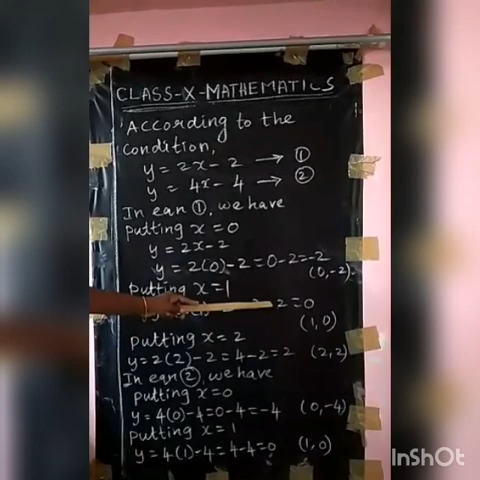 CLASS-X-MATHEMATICS
According to the
condition,
y = 2x - 2 → ①
y = 4x - 4 → ②
In eqn ①, we have
putting x = 0
y = 2x - 2
y = 2(0) - 2 = 0 - 2 = -2
(0, -2).
putting x = 1
2 = 0
(1, 0)
putting x = 2
y = 2(2) - 2 = 4 - 2 = 2 (2, 2)
In eqn ②, we have
putting x = 0
y = 4(0) - 4 = 0 - 4 = -4 (0, -4)
putting x = 1
y = 4(1) - 4 = 4 - 4 = 0 (1, 0)
InShOt